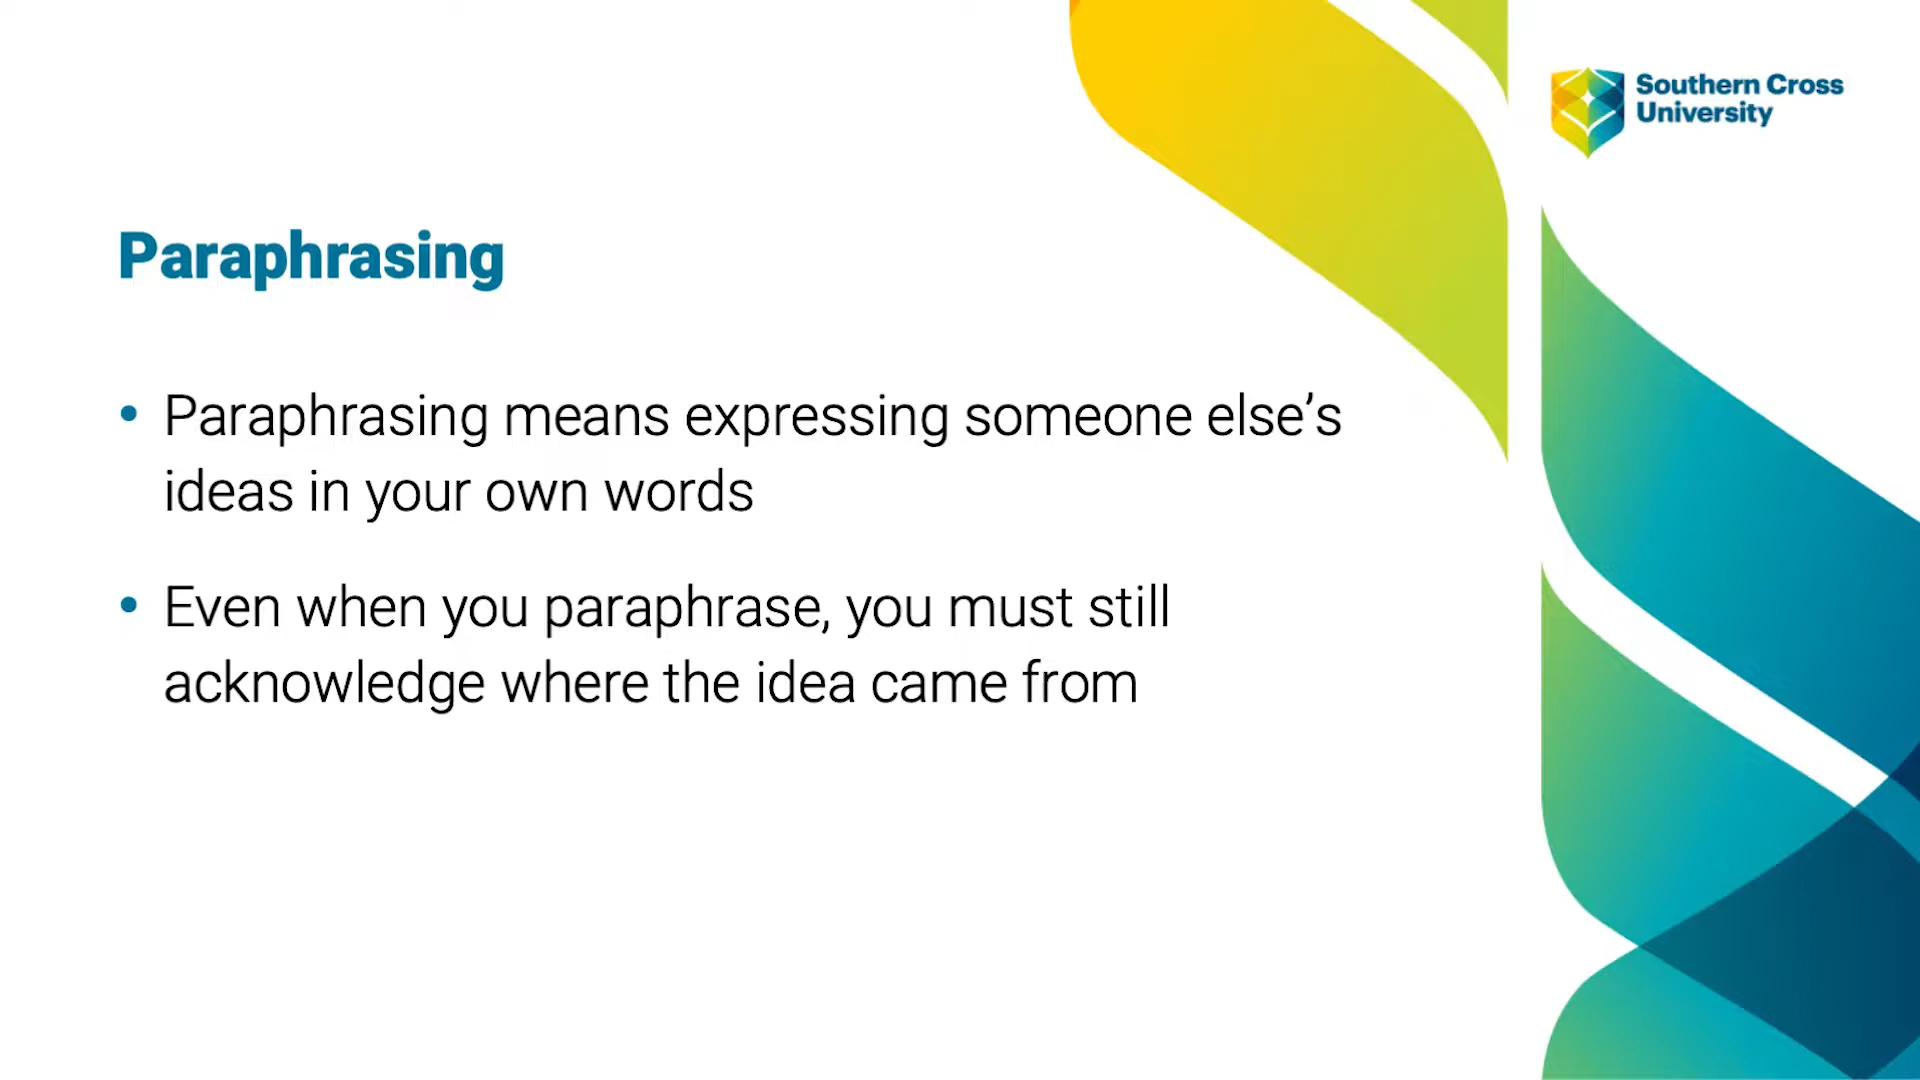 Southern Cross
University
Paraphrasing
• Paraphrasing means expressing someone else’s
ideas in your own words
• Even when you paraphrase, you must still
acknowledge where the idea came from